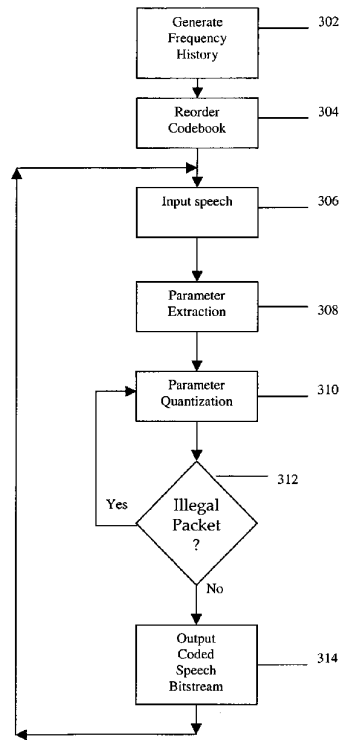 Generate
Frequency
History
302
Reorder
Codebook
304
Input speech
306
Parameter
Extraction
308
Parameter
Quantization
310
312
Yes
Illegal
Packet
?
No
Output
Coded
Speech
Bitstream
314